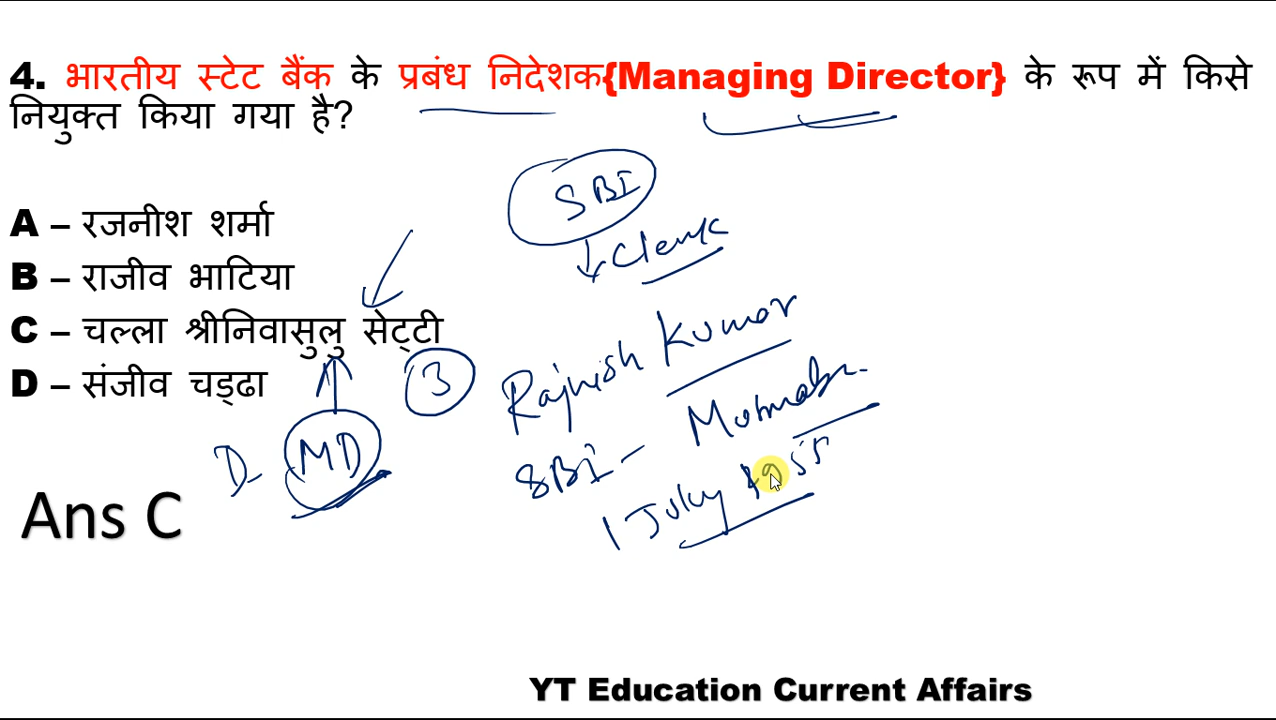 4. भारतीय स्टेट बैंक के प्रबंध निदेशक{Managing Director} के रूप में किसे
नियुक्त किया गया है?
SBI
A – रजनीश शर्मा
Clerk
B – राजीव भाटिया
C – चल्ला श्रीनिवासुलु सेट्टी
Rajnish Kumar
D – संजीव चड्ढा
3
D- MD
SBI -
1 July 1955
Ans C
YT Education Current Affairs